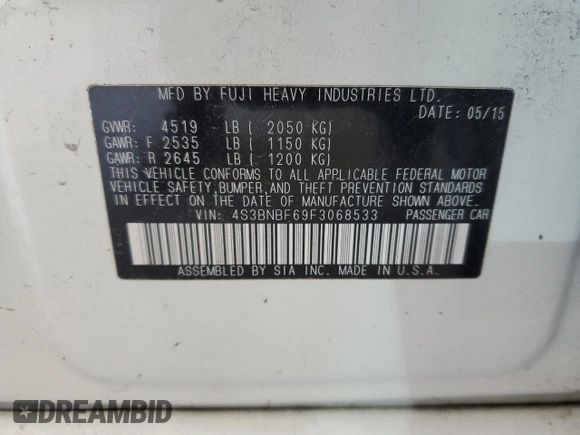 MFD BY FUJI HEAVY INDUSTRIES LTD.
DATE: 05/15
GVWR: 4519 LB ( 2050 KG)
GAWR: F 2535 LB ( 1150 KG)
GAWR: R 2645 LB ( 1200 KG)
THIS VEHICLE CONFORMS TO ALL APPLICABLE FEDERAL MOTOR
VEHICLE SAFETY,BUMPER,AND THEFT PREVENTION STANDARDS
IN EFFECT ON THE DATE OF MANUFACTURE SHOWN ABOVE.
VIN: 4S3BNBF69F3068533 PASSENGER CAR
ASSEMBLED BY SIA INC. MADE IN U.S.A.
DREAMBID